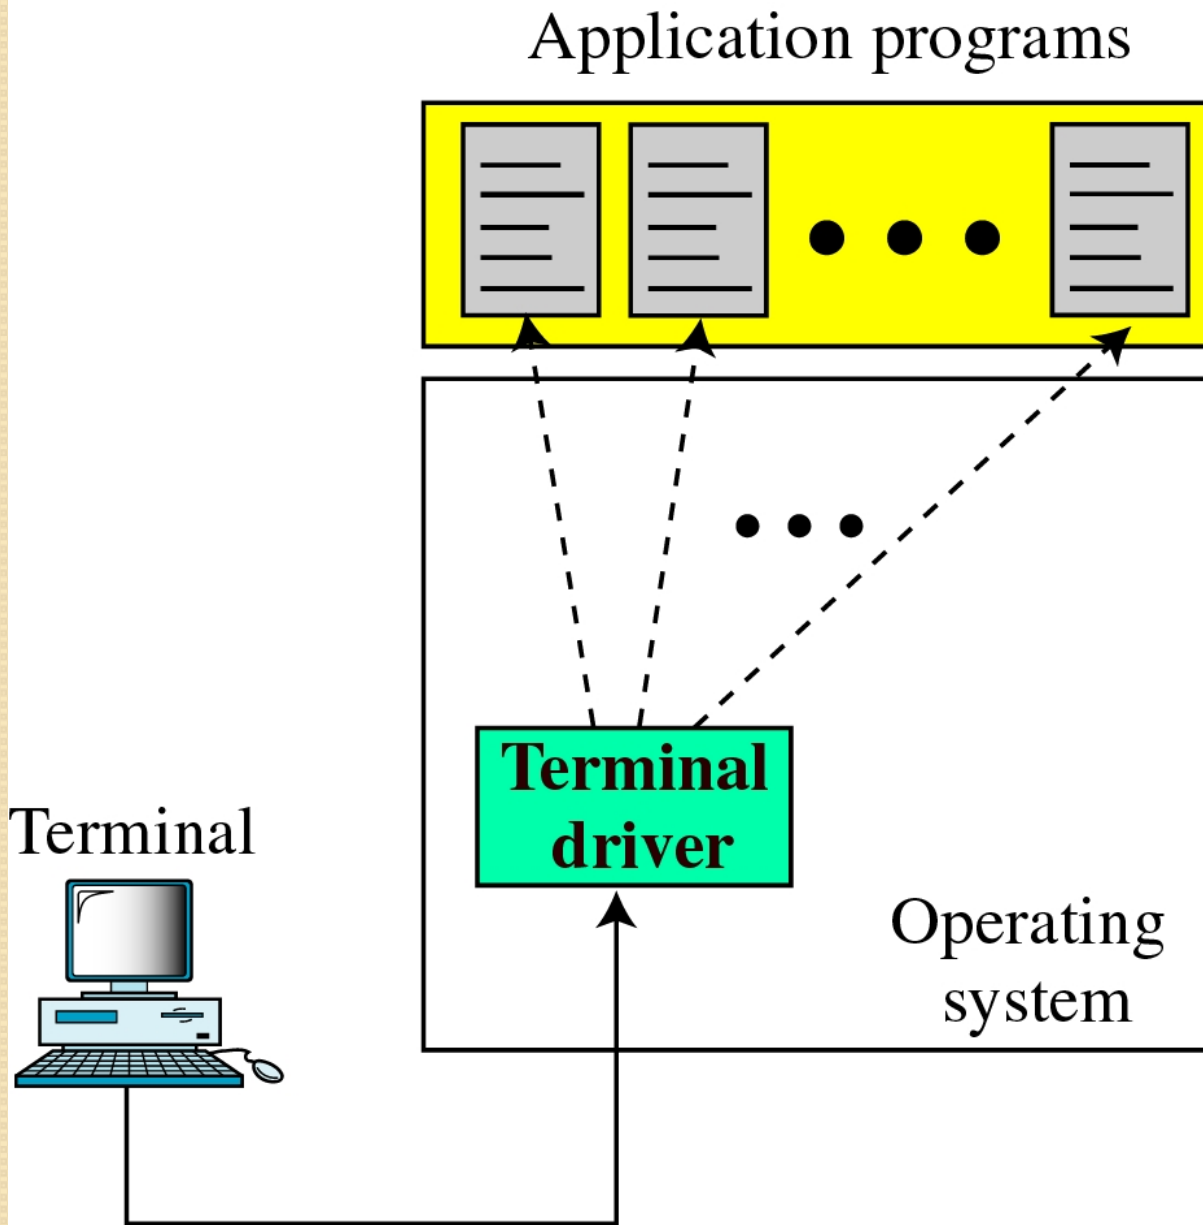 Application programs
Terminal
driver
Terminal
Operating
system